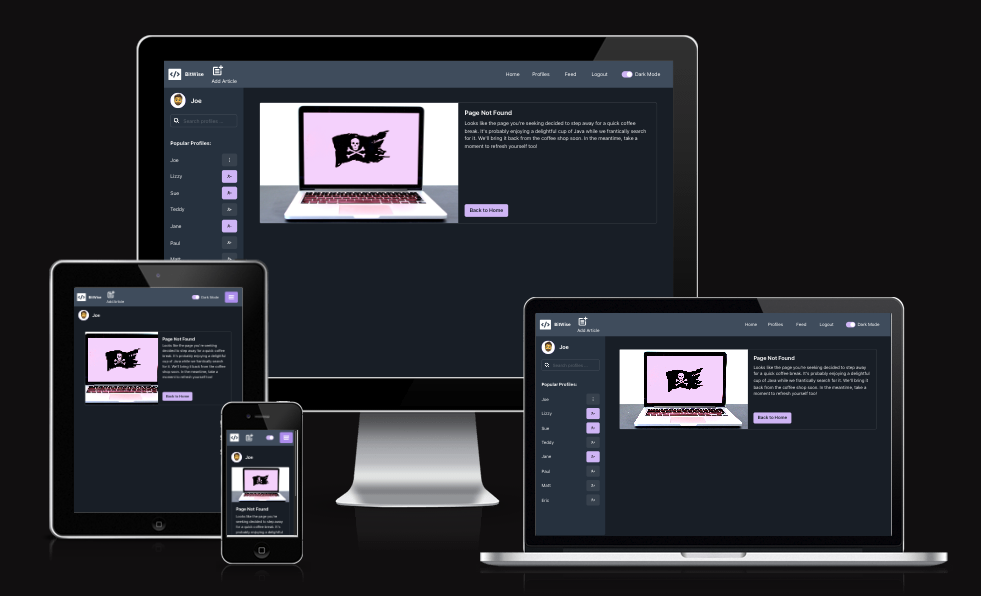 </> BitWise
Add Article
Home Profiles Feed Logout Dark Mode
Joe
Search profiles...
Popular Profiles:
Joe
Lizzy
Sue
Teddy
Jane
Paul
Matt
Page Not Found
Looks like the page you're seeking decided to step away for a quick coffee
break. It's probably enjoying a delightful cup of Java while we frantically search
for it. We'll bring it back from the coffee shop soon. In the meantime, take a
moment to refresh yourself too!
Back to Home
</> BitWise
Add Article
Dark Mode
Joe
Page Not Found
Looks like the page you're seeking
decided to step away for a quick coffee
break. It's probably enjoying a delightful
cup of Java while we frantically search
for it. We'll bring it back from the coffee
shop soon. In the meantime, take a
moment to refresh yourself too!
Back to Home
</>
Joe
Page Not Found
Looks like the page you're
seeking decided to step away
for a quick coffee break. It's
probably enjoying a delightful
</> BitWise
Add Article
Home Profiles Feed Logout Dark Mode
Joe
Search profiles...
Popular Profiles:
Joe
Lizzy
Sue
Teddy
Jane
Paul
Matt
Eric
Page Not Found
Looks like the page you're seeking decided to step away
for a quick coffee break. It's probably enjoying a delightful
cup of Java while we frantically search for it. We'll bring it
back from the coffee shop soon. In the meantime, take a
moment to refresh yourself too!
Back to Home